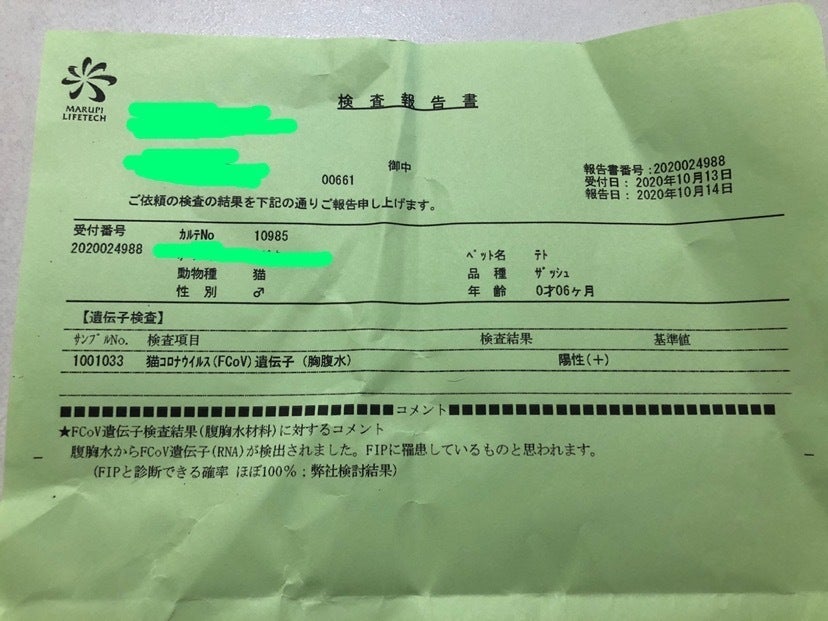 MARUPI
LIFETECH
検査報告書
御中
00661
報告書番号:2020024988
受付日: 2020年10月13日
報告日: 2020年10月14日
ご依頼の検査の結果を下記の通りご報告申し上げます。
受付番号 ｶﾙﾃNo 10985
2020024988
ﾍﾟｯﾄ名 ﾃﾄ
動物種 猫 品 種 ｻﾞｯｼｭ
性 別 ♂ 年 齢 0才06ヶ月
【遺伝子検査】
ｻﾝﾌﾟﾙNo. 検査項目 検査結果 基準値
1001033 猫ｺﾛﾅｳｲﾙｽ(FCoV)遺伝子 (胸腹水) 陽性(+)
コメント
★FCoV遺伝子検査結果(腹胸水材料)に対するコメント
腹胸水からFCoV遺伝子(RNA)が検出されました。FIPに罹患しているものと思われます。
(FIPと診断できる確率 ほぼ100%;弊社検討結果)